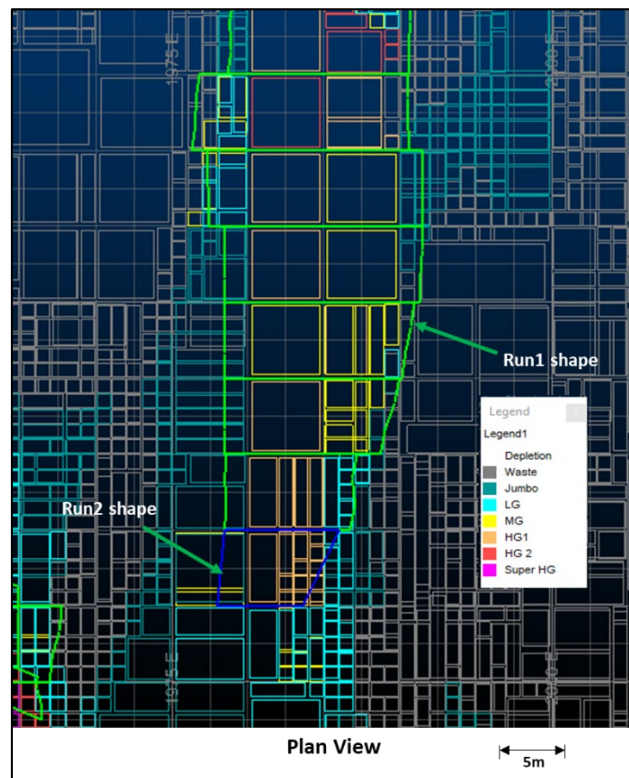 1975 E
2000 E
Run1 shape
Legend
Legend1
Depletion
Waste
Jumbo
LG
MG
HG1
HG 2
Super HG
Run2 shape
1975 E
2000 E
Plan View
5m